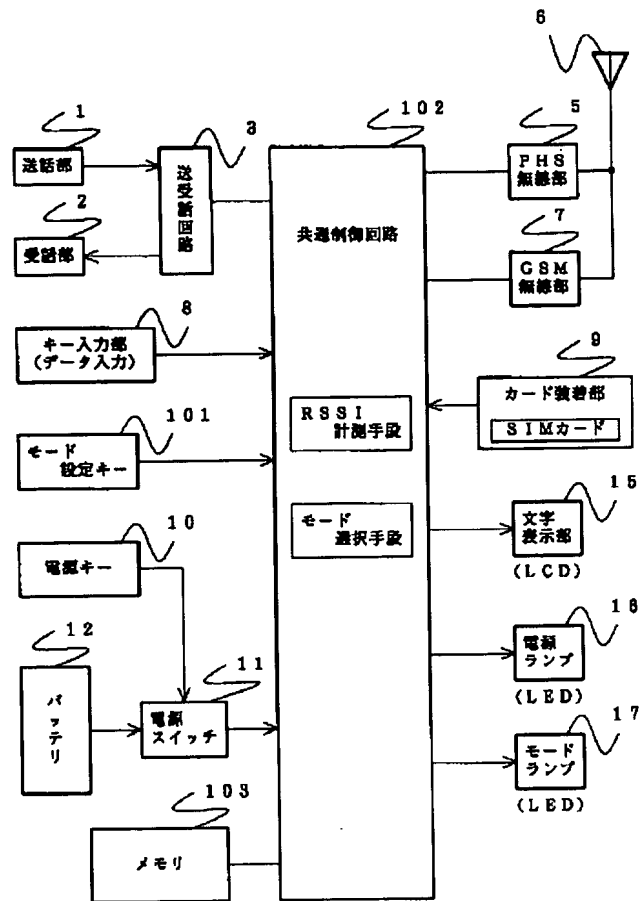 6
1
3
102
5
送話部
送受話回路
PHS
無線部
2
7
受話部
共通制御回路
GSM
無線部
8
9
キー入力部
(データ入力)
カード装着部
SIMカード
101
RSSI
計測手段
モード
設定キー
15
10
モード
選択手段
文字
表示部
電源キー
(LCD)
16
12
11
電源
ランプ
バッテリ
電源
スイッチ
(LED)
17
モード
ランプ
103
(LED)
メモリ